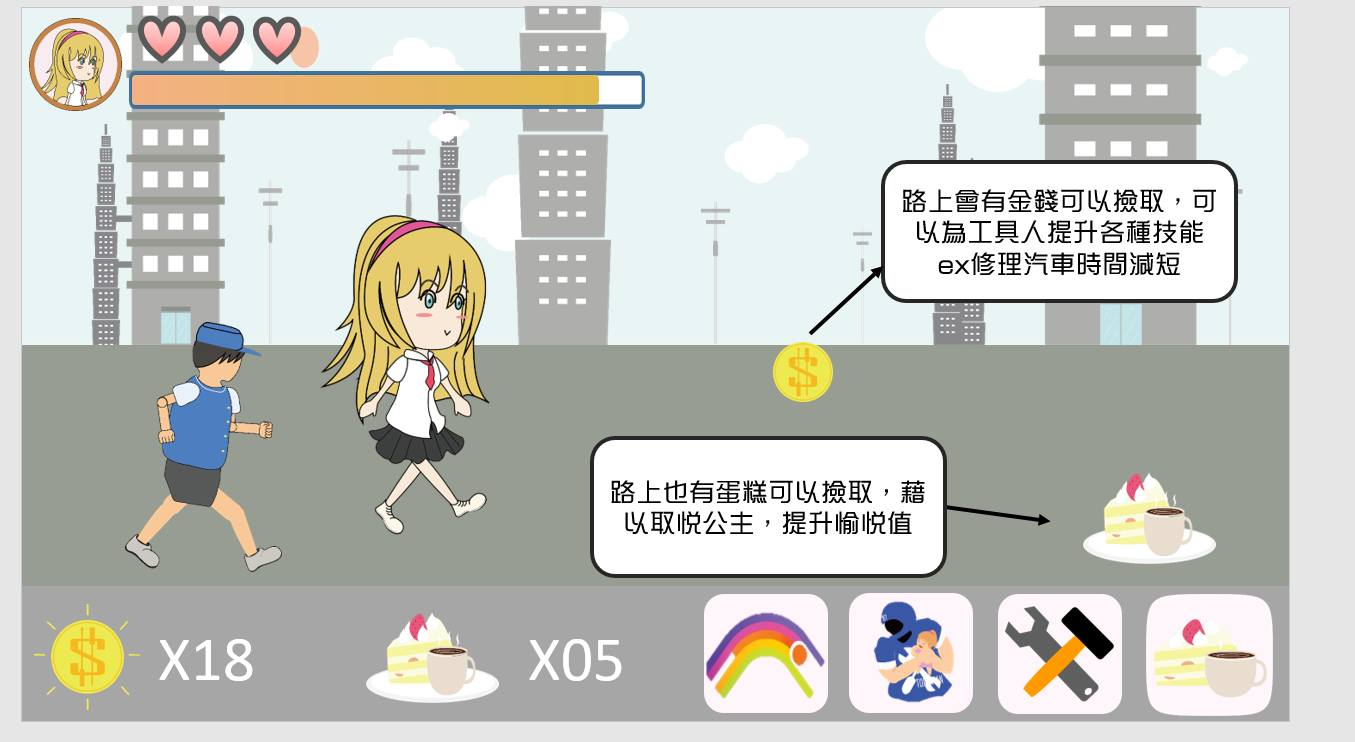 路上會有金錢可以撿取，可
以為工具人提升各種技能
ex修理汽車時間減短
路上也有蛋糕可以撿取，藉
以取悅公主，提升愉悅值
X18
X05